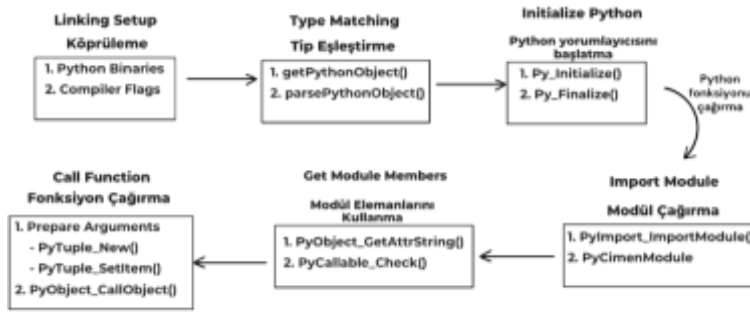 Linking Setup
Köprüleme
1. Python Binaries
2. Compiler Flags
Type Matching
Tip Eşleştirme
1. getPythonObject()
2. parsePythonObject()
Initialize Python
Python yorumlayıcısını
başlatma
1. Py_Initialize()
2. Py_Finalize()
Python
fonksiyonu
çağırma
Import Module
Modül Çağırma
1. PyImport_ImportModule()
2. PyCimenModule
Get Module Members
Modül Elemanlarını
Kullanma
1. PyObject_GetAttrString()
2. PyCallable_Check()
Call Function
Fonksiyon Çağırma
1. Prepare Arguments
- PyTuple_New()
- PyTuple_SetItem()
2. PyObject_CallObject()